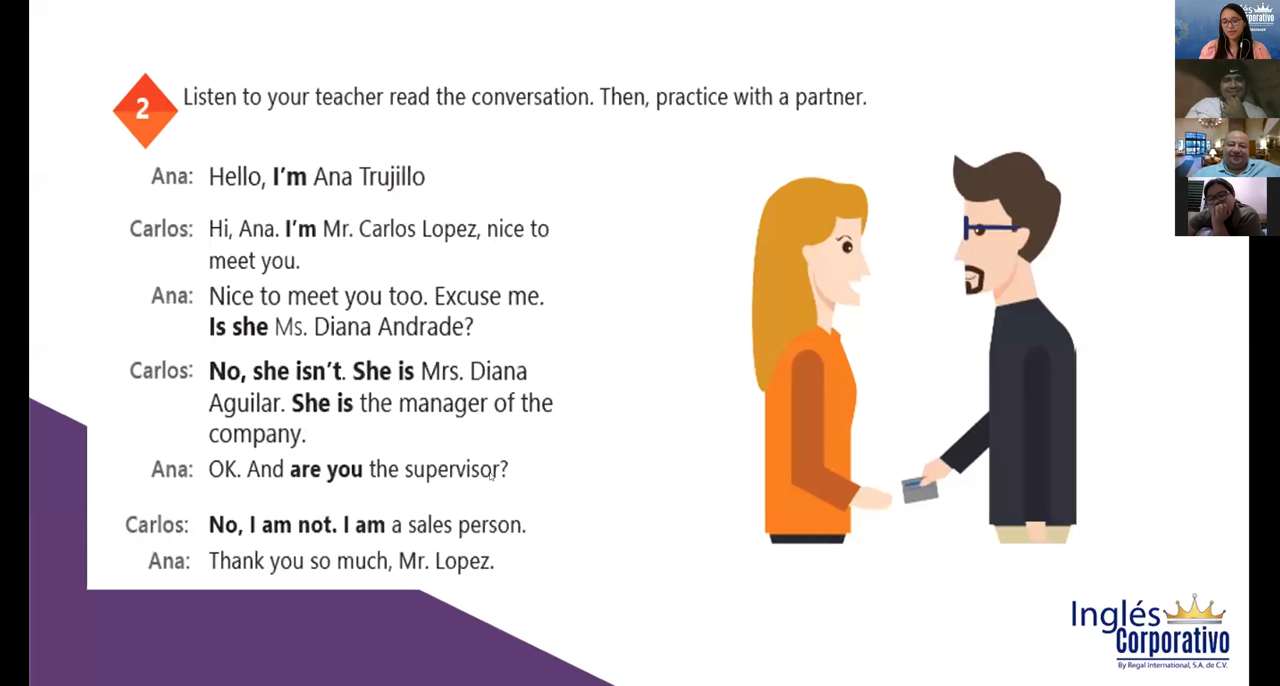 2
Listen to your teacher read the conversation. Then, practice with a partner.
Ana: Hello, I'm Ana Trujillo
Carlos: Hi, Ana. I'm Mr. Carlos Lopez, nice to
meet you.
Ana: Nice to meet you too. Excuse me.
Is she Ms. Diana Andrade?
Carlos: No, she isn't. She is Mrs. Diana
Aguilar. She is the manager of the
company.
Ana: OK. And are you the supervisor?
Carlos: No, I am not. I am a sales person.
Ana: Thank you so much, Mr. Lopez.
Inglés
Corporativo
By Regal International, S.A. de C.V.